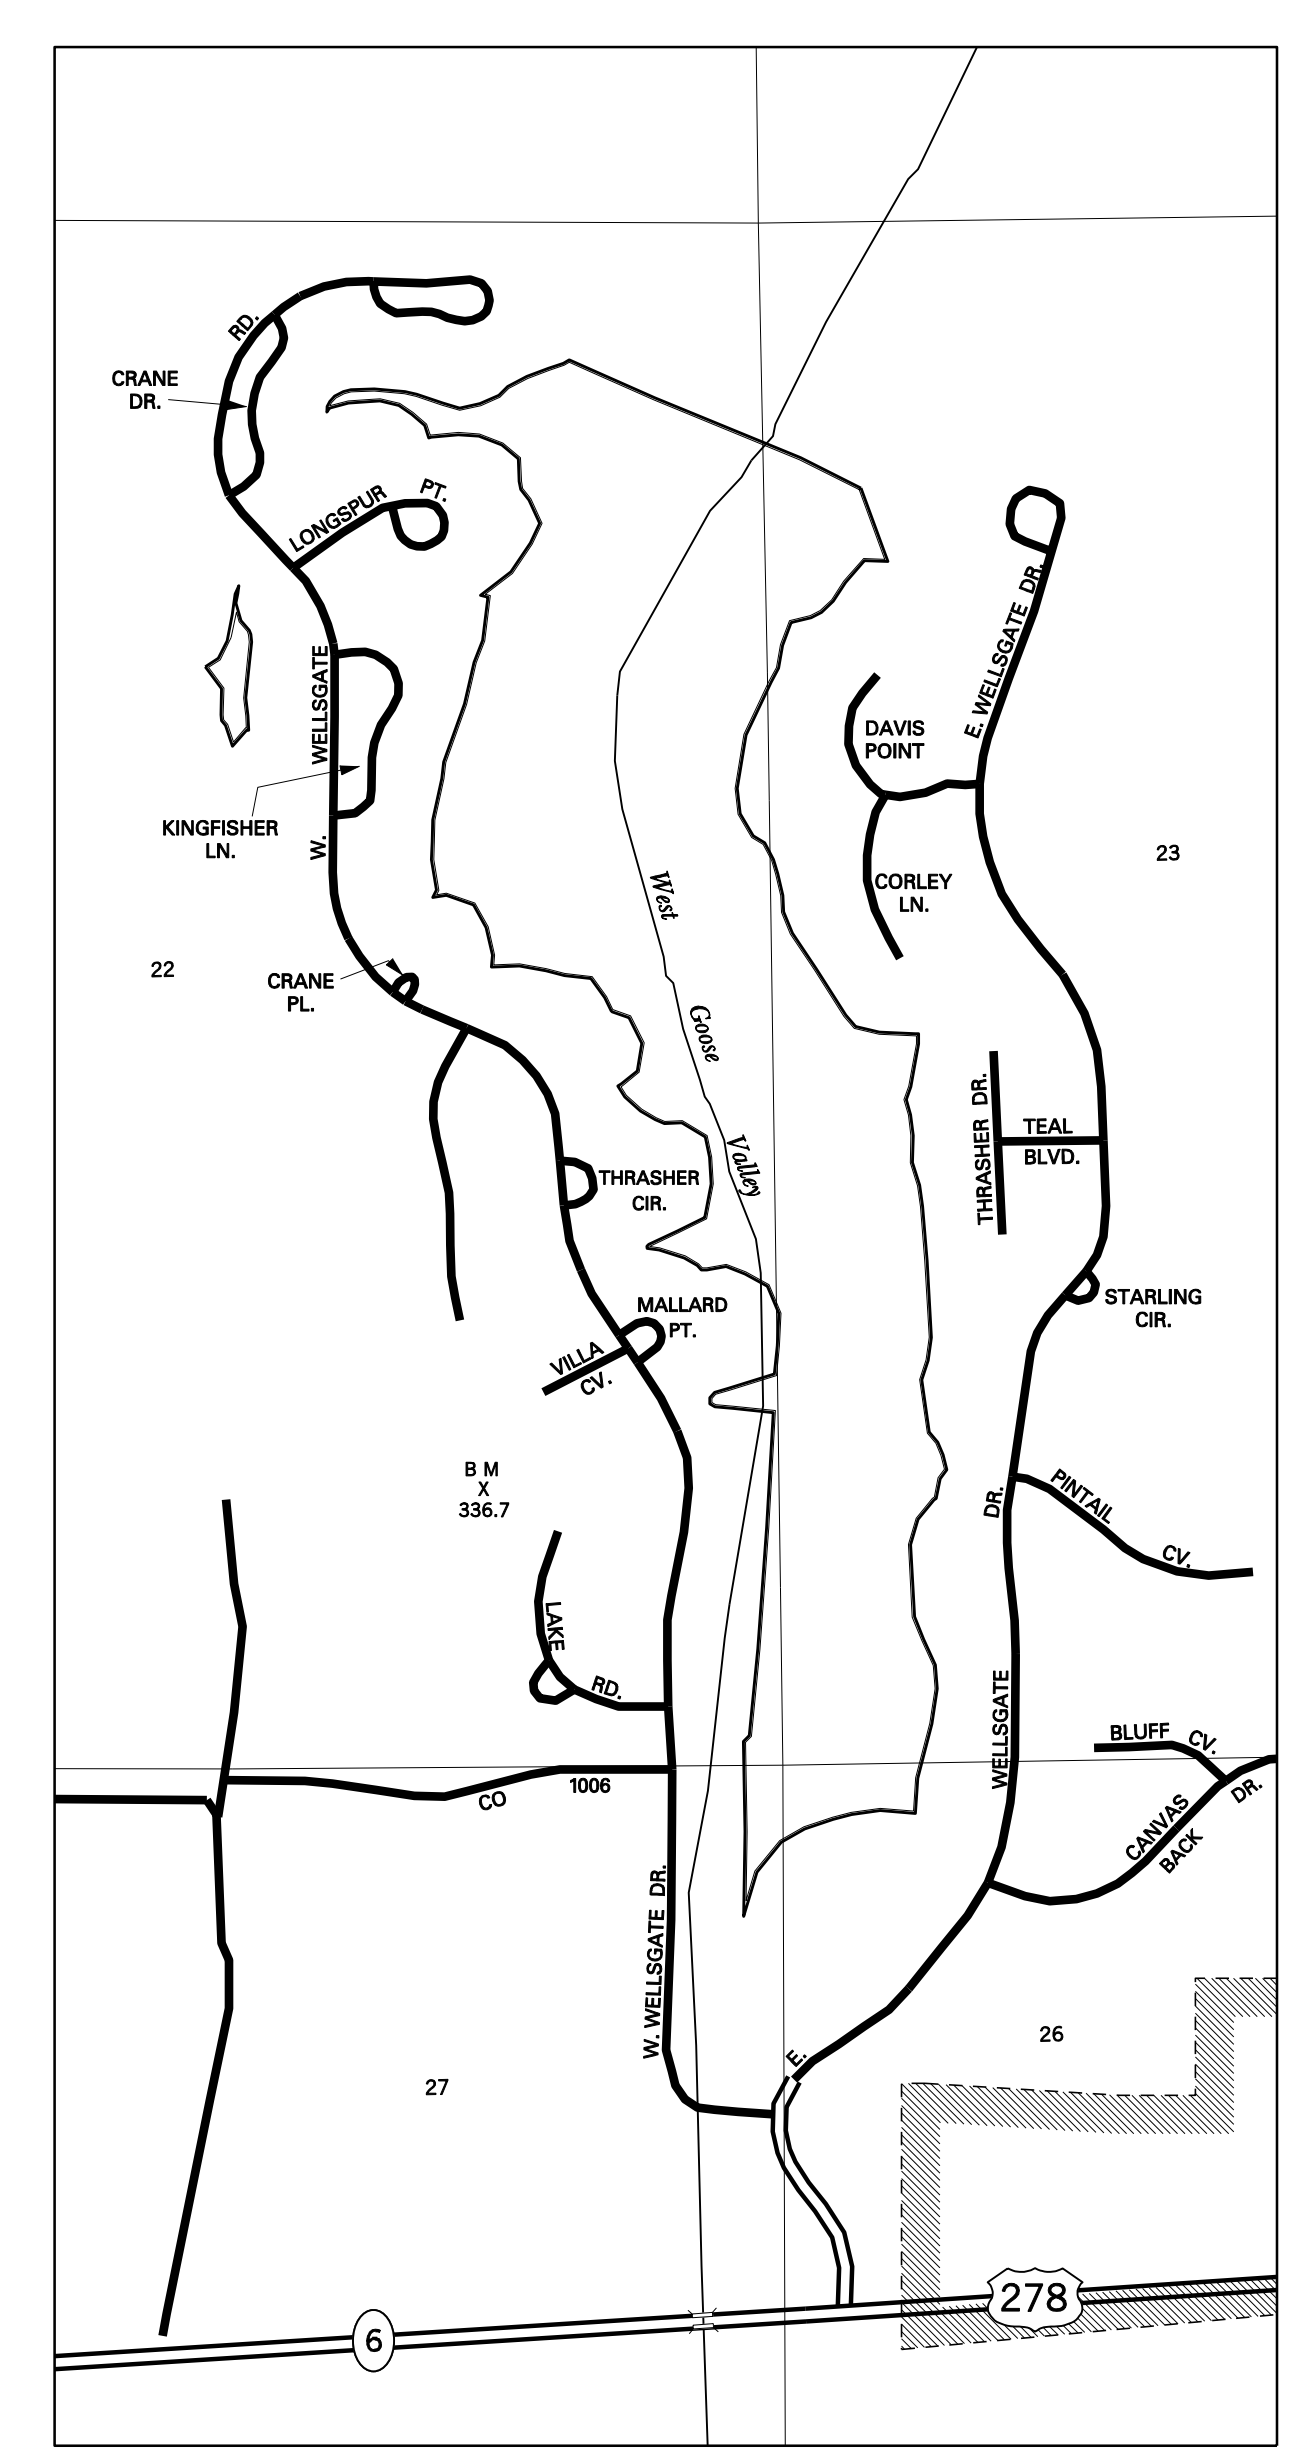 RD.
CRANE
DR.
LONGSPUR PT.
E. WELLSGATE DR.
WELLSGATE
DAVIS
POINT
KINGFISHER
LN.
W.
23
West
CORLEY
LN.
22
CRANE
PL.
Goose
THRASHER DR.
TEAL
BLVD.
Valley
THRASHER
CIR.
STARLING
CIR.
MALLARD
PT.
VILLA
CV.
B M
X
336.7
DR.
PINTAIL CV.
LAKE RD.
WELLSGATE
BLUFF CV.
CO 1006
CANVAS
BACK
DR.
W. WELLSGATE DR.
E.
26
27
278
6